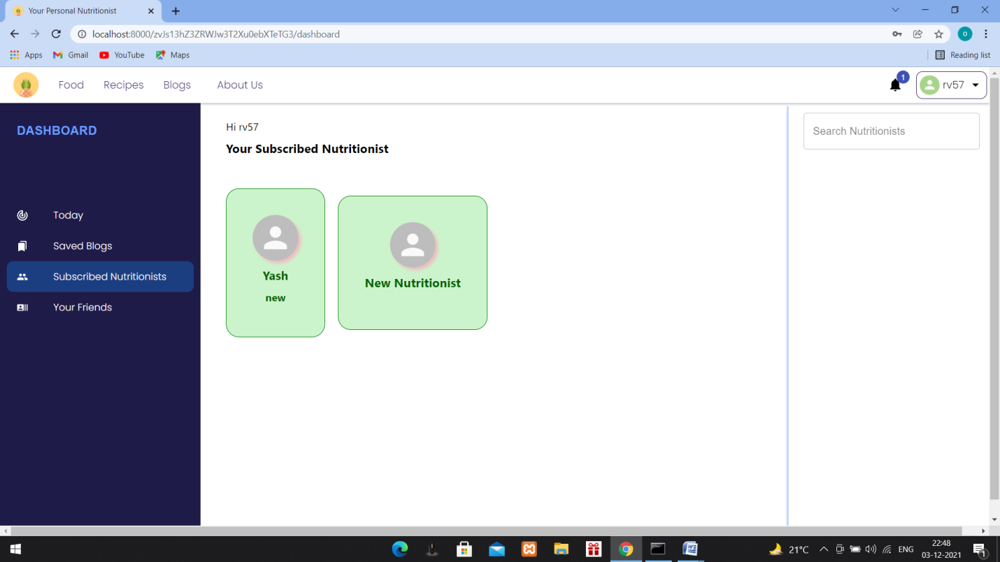 Your Personal Nutritionist
localhost:8000/zvJs13hZ3ZRWJw3T2Xu0ebXTeTG3/dashboard
O
Apps Gmail YouTube Maps Reading list
Food Recipes Blogs About Us 1 rv57
DASHBOARD
Hi rv57
Search Nutritionists
Your Subscribed Nutritionist
Today
Saved Blogs
Subscribed Nutritionists
Your Friends
Yash
new
New Nutritionist
21°C ENG 22:48
03-12-2021 1